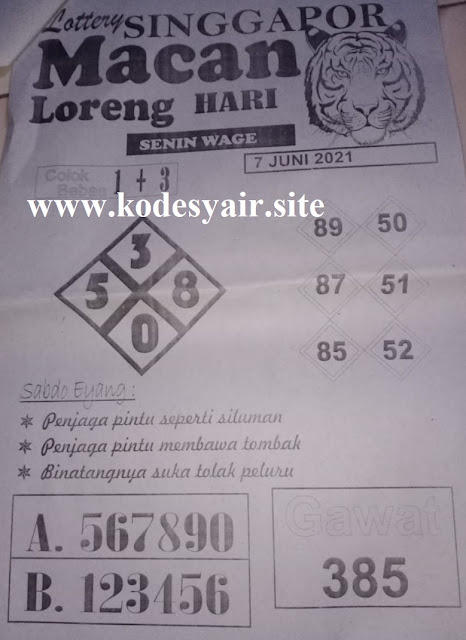 Lottery SINGGAPOR
Macan
Loreng HARI
SENIN WAGE
7 JUNI 2021
Colok
Bebas 1 + 3
www.kodesyair.site
3
5 8
0
89 50
87 51
85 52
Sabdo Eyang :
Penjaga pintu seperti siluman
Penjaga pintu membawa tombak
Binatangnya suka tolak peluru
A. 567890
B. 123456
Gawat
385